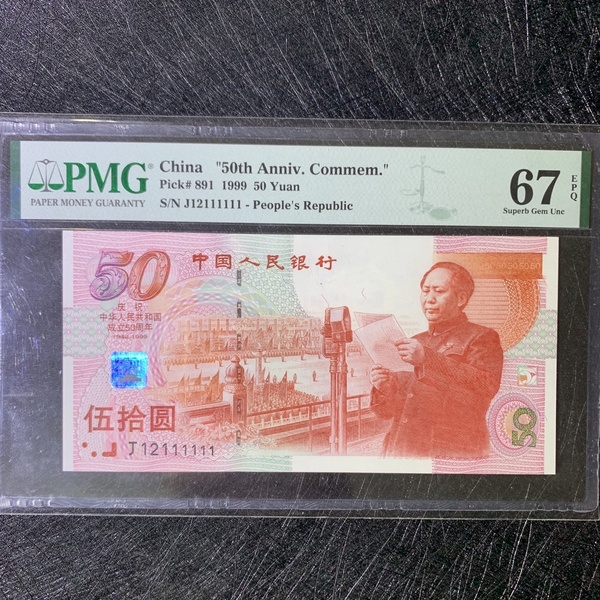 PMG
PAPER MONEY GUARANTY
China "50th Anniv. Commem."
Pick# 891 1999 50 Yuan
S/N J12111111 - People's Republic
67
EPQ
Superb Gem Unc
50
中国人民银行
庆祝
中华人民共和国
成立50周年
1949-1999
伍拾圆
J12111111
50